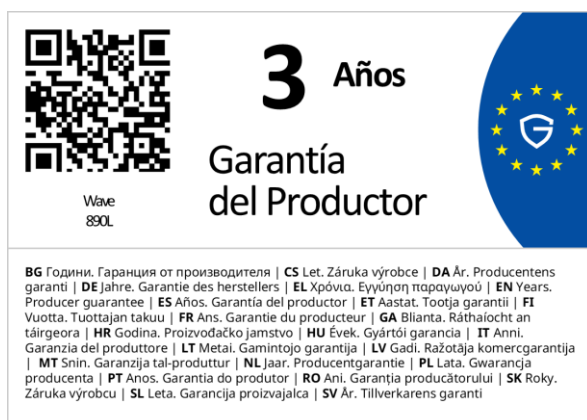 3 Años
Garantía
del Productor
Wave
890L
BG Години. Гаранция от производителя | CS Let. Záruka výrobce | DA År. Producentens
garanti | DE Jahre. Garantie des herstellers | EL Χρόνια. Εγγύηση παραγωγού | EN Years.
Producer guarantee | ES Años. Garantía del productor | ET Aastat. Tootja garantii | FI
Vuotta. Tuottajan takuu | FR Ans. Garantie du producteur | GA Blianta. Ráthaíocht an
táirgeora | HR Godina. Proizvođačko jamstvo | HU Évek. Gyártói garancia | IT Anni.
Garanzia del produttore | LT Metai. Gamintojo garantija | LV Gadi. Ražotāja komercgarantija
| MT Snin. Garanzija tal-produttur | NL Jaar. Producentgarantie | PL Lata. Gwarancja
producenta | PT Anos. Garantia do produtor | RO Ani. Garanția producătorului | SK Roky.
Záruka výrobcu | SL Leta. Garancija proizvajalca | SV År. Tillverkarens garanti